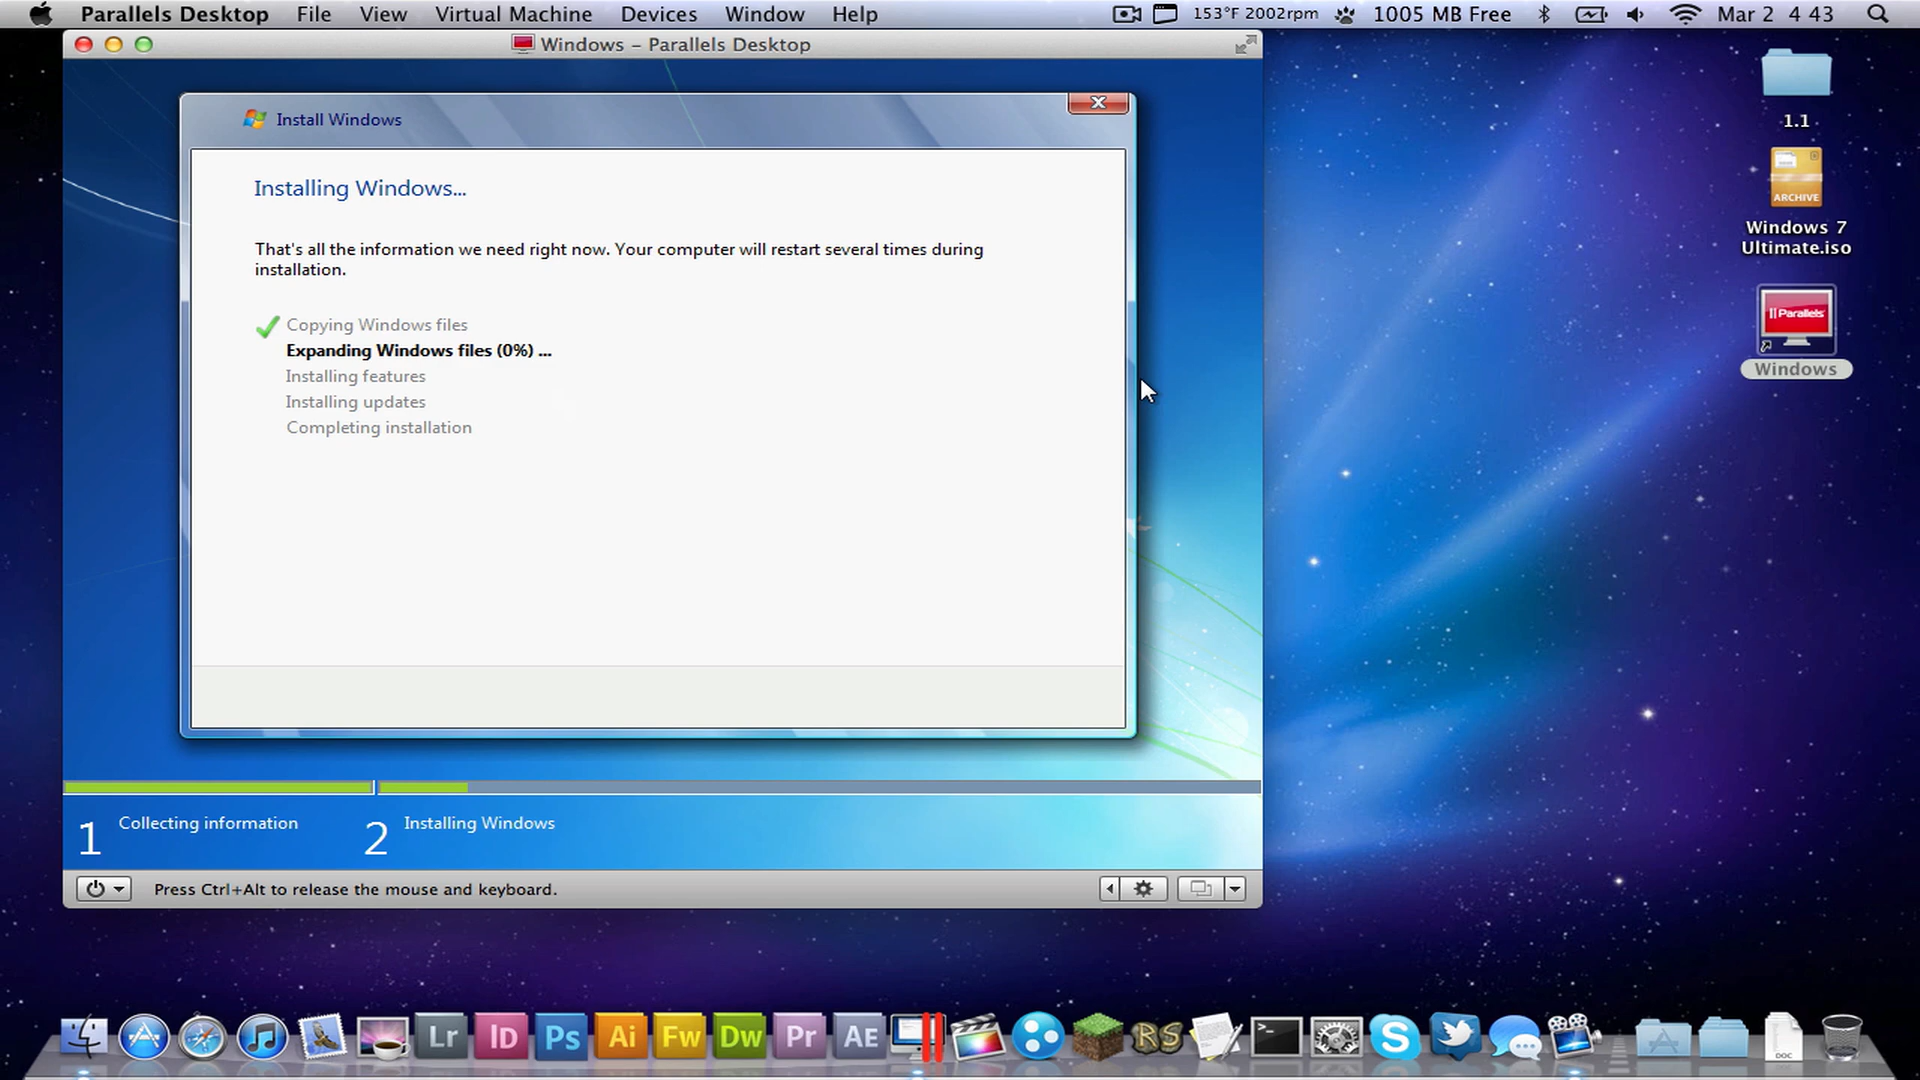 Parallels Desktop File View Virtual Machine Devices Window Help 153°F 2002rpm 1005 MB Free Mar 2 4 43
Windows – Parallels Desktop
Install Windows
Installing Windows...
That's all the information we need right now. Your computer will restart several times during
installation.
Copying Windows files
Expanding Windows files (0%) ...
Installing features
Installing updates
Completing installation
1 Collecting information
2 Installing Windows
Press Ctrl+Alt to release the mouse and keyboard.
1.1
ARCHIVE
Windows 7
Ultimate.iso
Parallels
Windows
Lr ID Ps Ai Fw Dw Pr AE RS S DOC